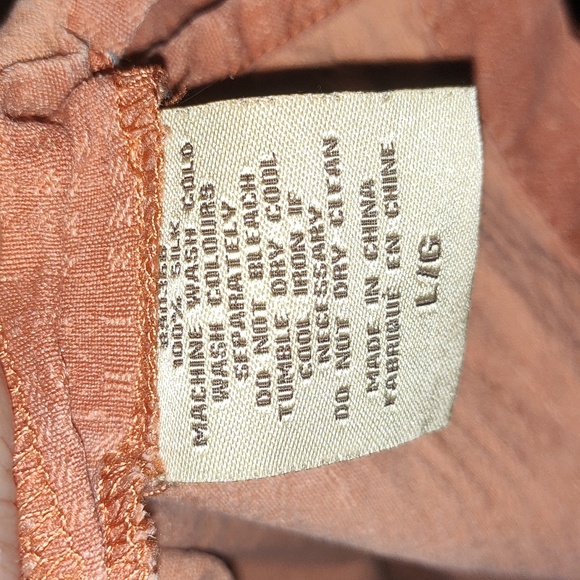 100% SILK
MACHINE WASH COLD
WASH COLOURS
SEPARATELY
DO NOT BLEACH
TUMBLE DRY COOL
COOL IRON IF
NECESSARY
DO NOT DRY CLEAN
MADE IN CHINA
FABRIQUÉ EN CHINE
L/G